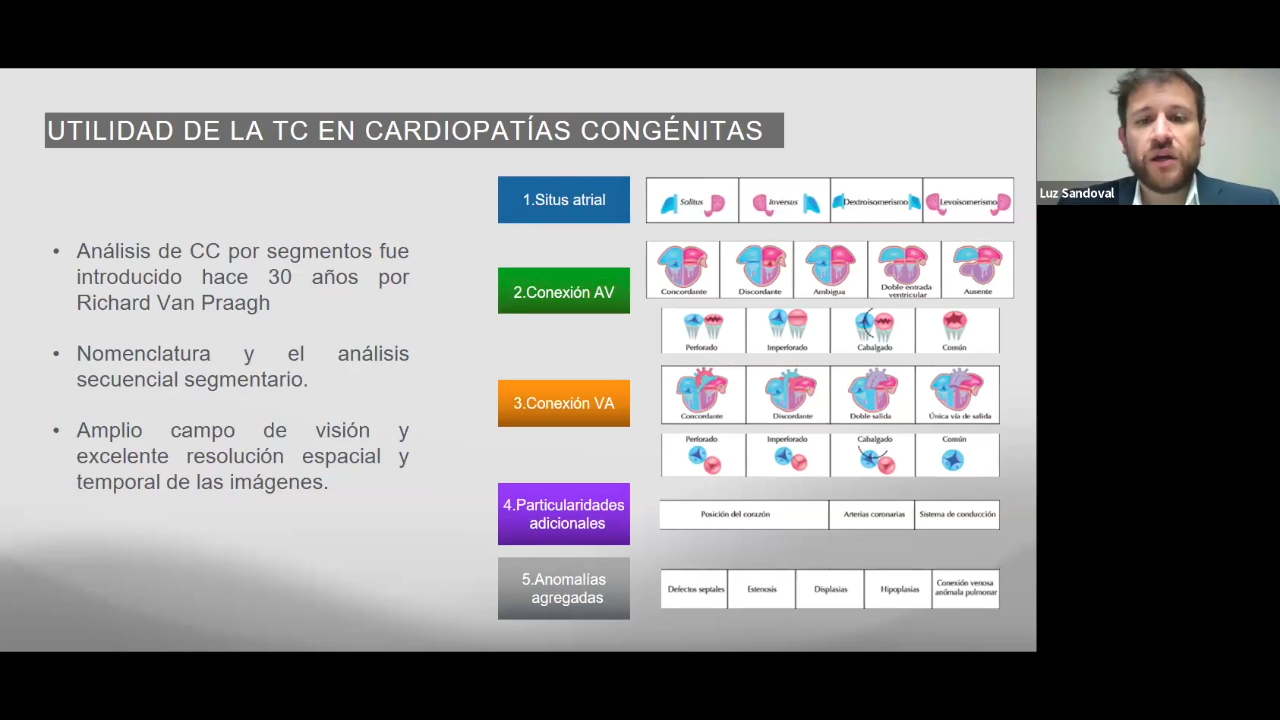 UTILIDAD DE LA TC EN CARDIOPATÍAS CONGÉNITAS
Luz Sandoval
• Análisis de CC por segmentos fue
introducido hace 30 años por
Richard Van Praagh
• Nomenclatura y el análisis
secuencial segmentario.
• Amplio campo de visión y
excelente resolución espacial y
temporal de las imágenes.
1.Situs atrial
Solitus
Inversus
Dextroisomerismo
Levoisomerismo
2.Conexión AV
Concordante
Discordante
Ambigua
Doble entrada
ventricular
Ausente
Perforado
Imperforado
Cabalgado
Común
3.Conexión VA
Concordante
Discordante
Doble salida
Única vía de salida
Perforado
Imperforado
Cabalgado
Común
4.Particularidades
adicionales
Posición del corazón
Arterias coronarias
Sistema de conducción
5.Anomalías
agregadas
Defectos septales
Estenosis
Displasias
Hipoplasias
Conexión venosa
anómala pulmonar